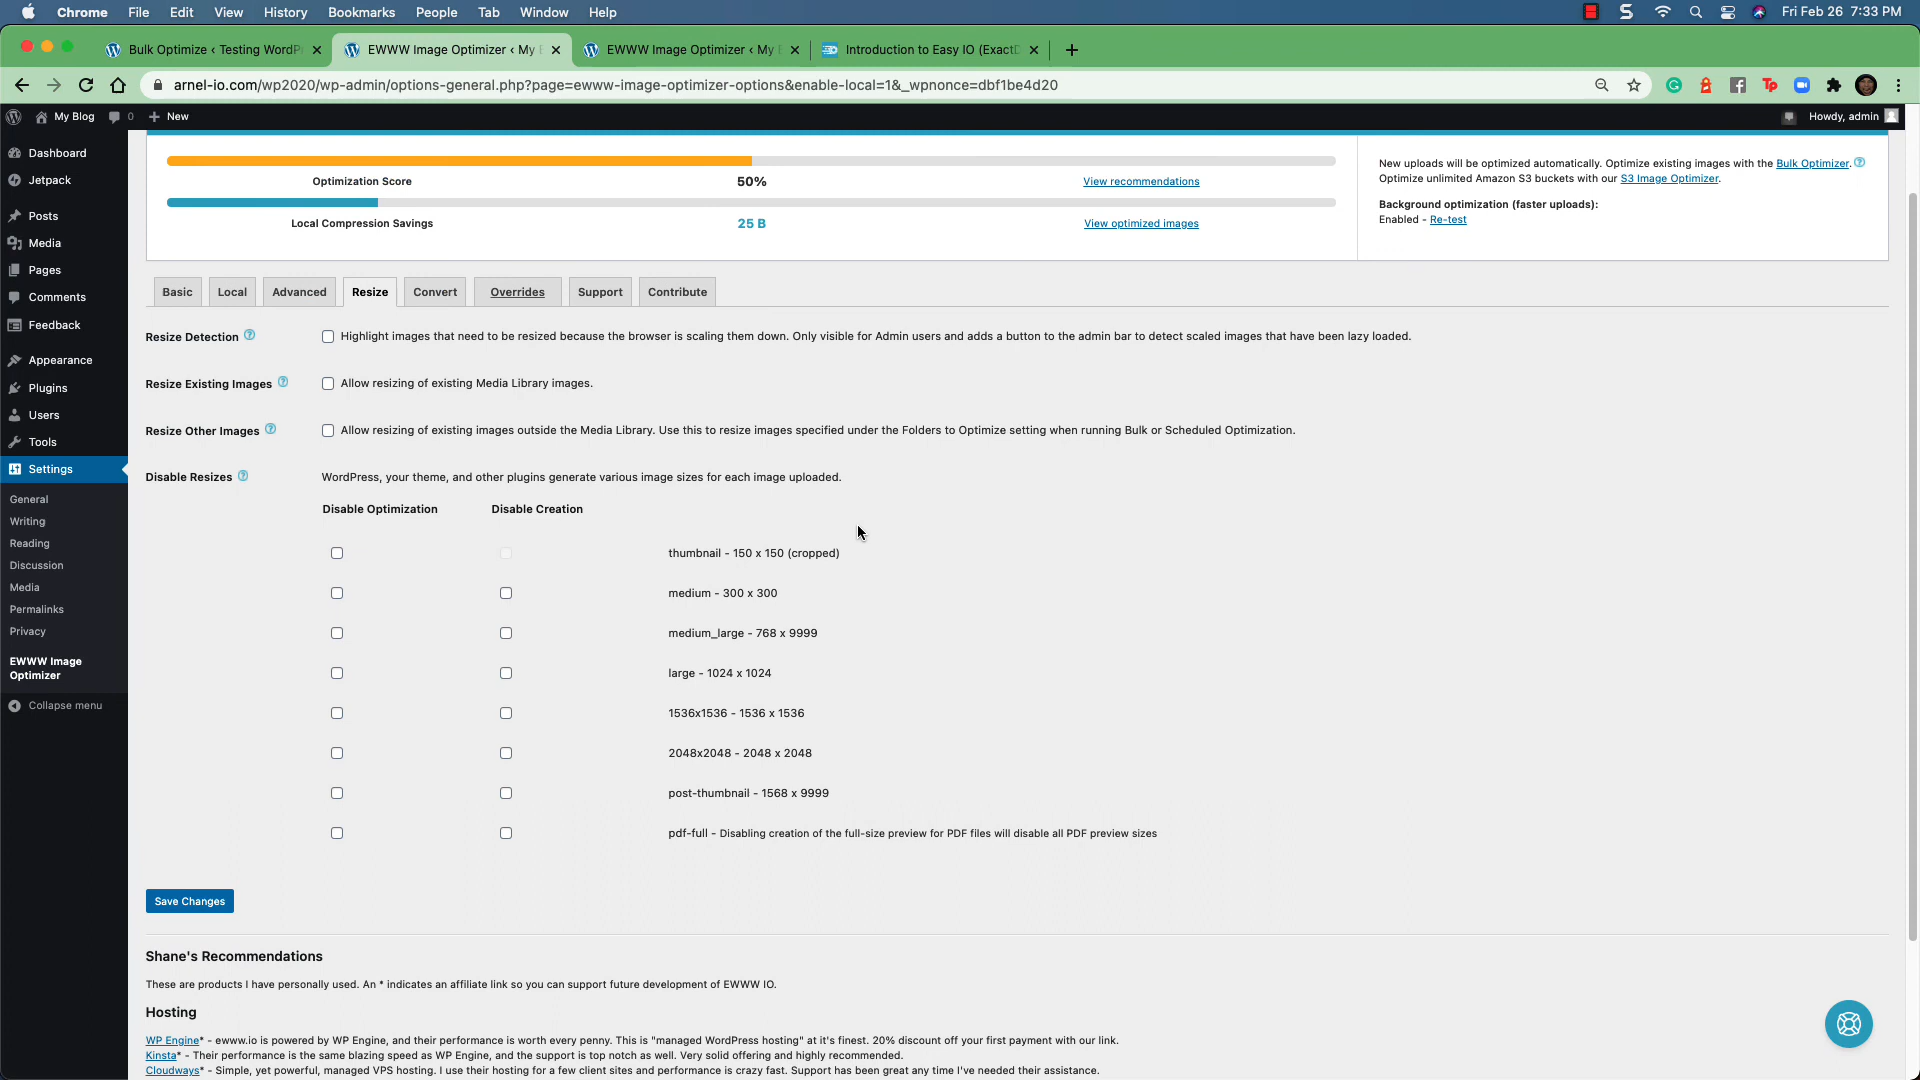 Chrome File Edit View History Bookmarks People Tab Window Help Fri Feb 26 7:33 PM
Bulk Optimize ‹ Testing WordP EWWW Image Optimizer ‹ My EWWW Image Optimizer ‹ My Introduction to Easy IO (Exact
arnel-io.com/wp2020/wp-admin/options-general.php?page=ewww-image-optimizer-options&enable-local=1&_wpnonce=dbf1be4d20
My Blog 0 New Howdy, admin
Dashboard
Jetpack
Posts
Media
Pages
Comments
Feedback
Appearance
Plugins
Users
Tools
Settings
General
Writing
Reading
Discussion
Media
Permalinks
Privacy
EWWW Image
Optimizer
Collapse menu
Optimization Score 50% View recommendations
Local Compression Savings 25 B View optimized images
New uploads will be optimized automatically. Optimize existing images with the Bulk Optimizer.
Optimize unlimited Amazon S3 buckets with our S3 Image Optimizer.
Background optimization (faster uploads):
Enabled - Re-test
Basic Local Advanced Resize Convert Overrides Support Contribute
Resize Detection Highlight images that need to be resized because the browser is scaling them down. Only visible for Admin users and adds a button to the admin bar to detect scaled images that have been lazy loaded.
Resize Existing Images Allow resizing of existing Media Library images.
Resize Other Images Allow resizing of existing images outside the Media Library. Use this to resize images specified under the Folders to Optimize setting when running Bulk or Scheduled Optimization.
Disable Resizes WordPress, your theme, and other plugins generate various image sizes for each image uploaded.
Disable Optimization Disable Creation
thumbnail - 150 x 150 (cropped)
medium - 300 x 300
medium_large - 768 x 9999
large - 1024 x 1024
1536x1536 - 1536 x 1536
2048x2048 - 2048 x 2048
post-thumbnail - 1568 x 9999
pdf-full - Disabling creation of the full-size preview for PDF files will disable all PDF preview sizes
Save Changes
Shane's Recommendations
These are products I have personally used. An * indicates an affiliate link so you can support future development of EWWW IO.
Hosting
WP Engine* - ewww.io is powered by WP Engine, and their performance is worth every penny. This is "managed WordPress hosting" at it's finest. 20% discount off your first payment with our link.
Kinsta* - Their performance is the same blazing speed as WP Engine, and the support is top notch as well. Very solid offering and highly recommended.
Cloudways* - Simple, yet powerful, managed VPS hosting. I use their hosting for a few client sites and performance is crazy fast. Support has been great any time I've needed their assistance.